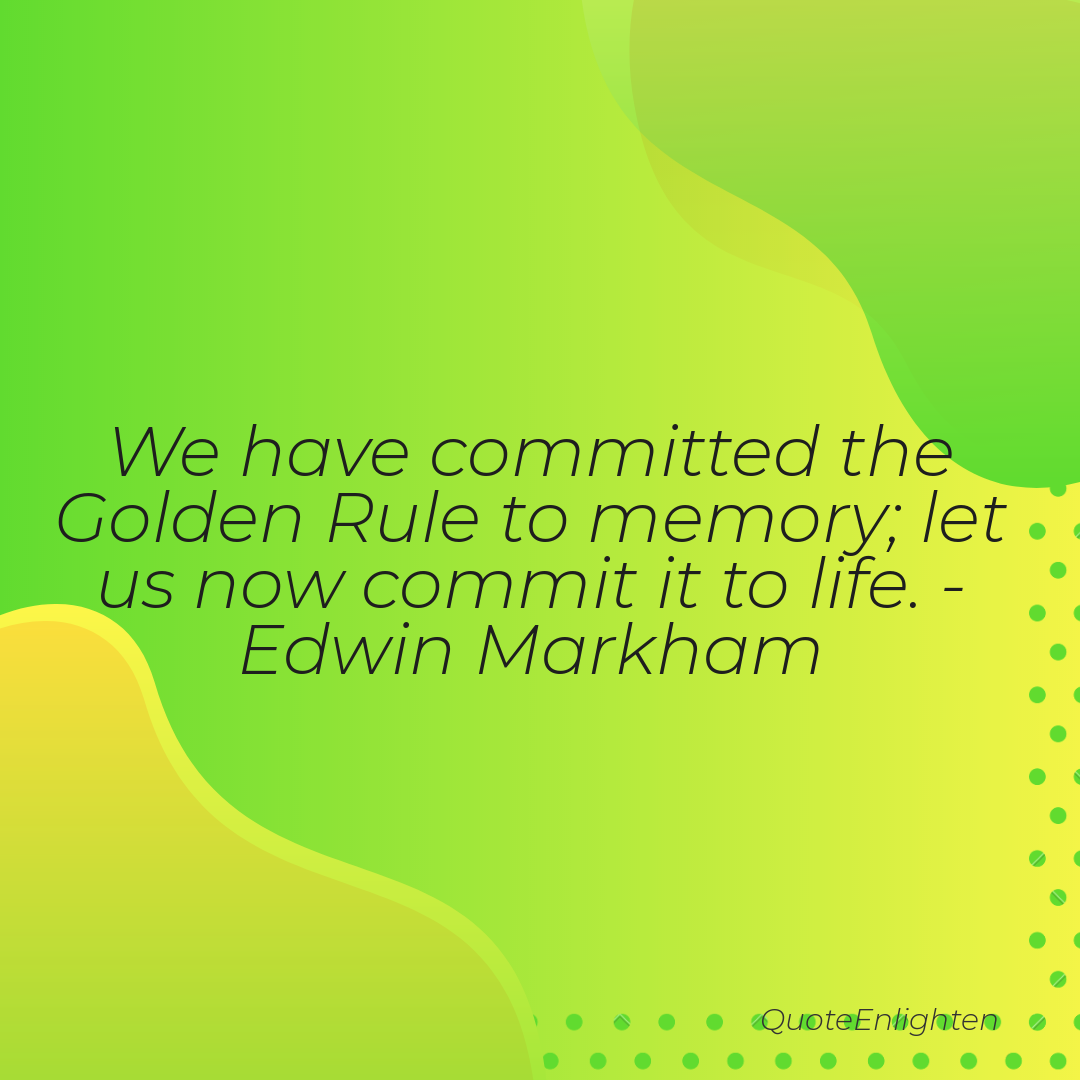 We have committed the
Golden Rule to memory; let
us now commit it to life. -
Edwin Markham
QuoteEnlighten